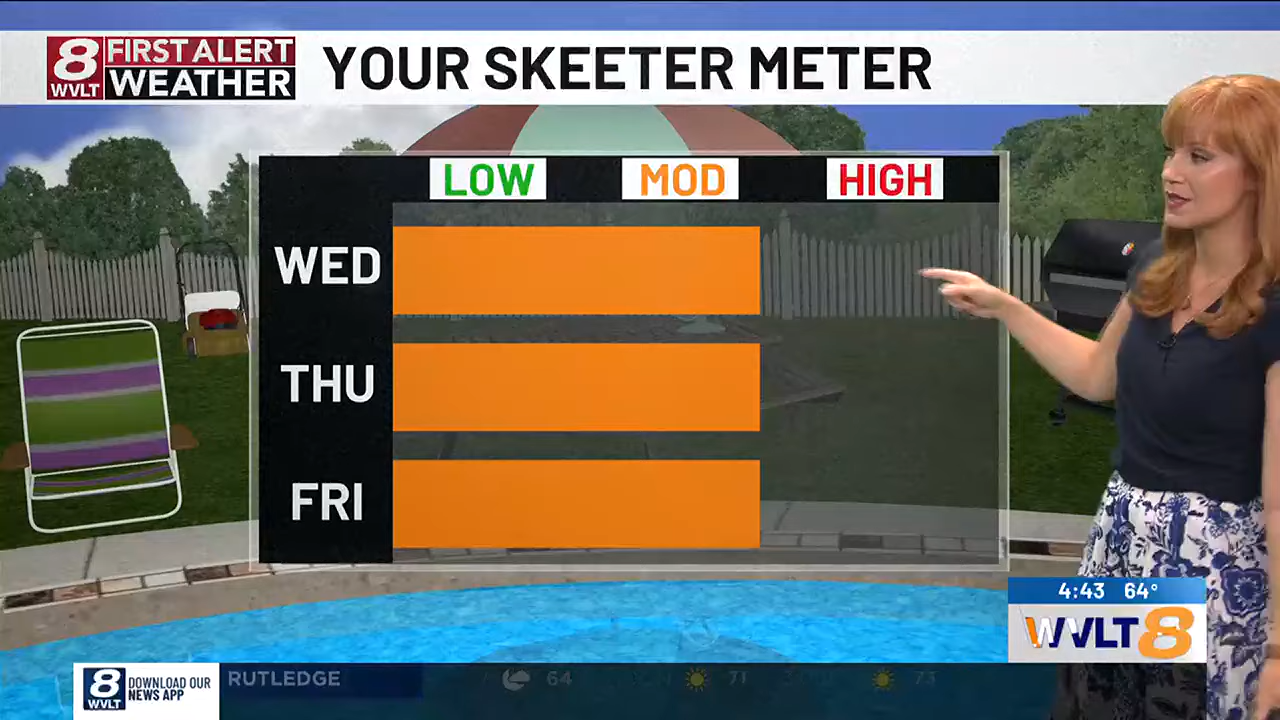 8 FIRST ALERT
WVLT WEATHER
YOUR SKEETER METER
LOW MOD HIGH
WED
THU
FRI
4:43 64°
WVLT 8
8 WVLT
DOWNLOAD OUR
NEWS APP
RUTLEDGE
64 71 73